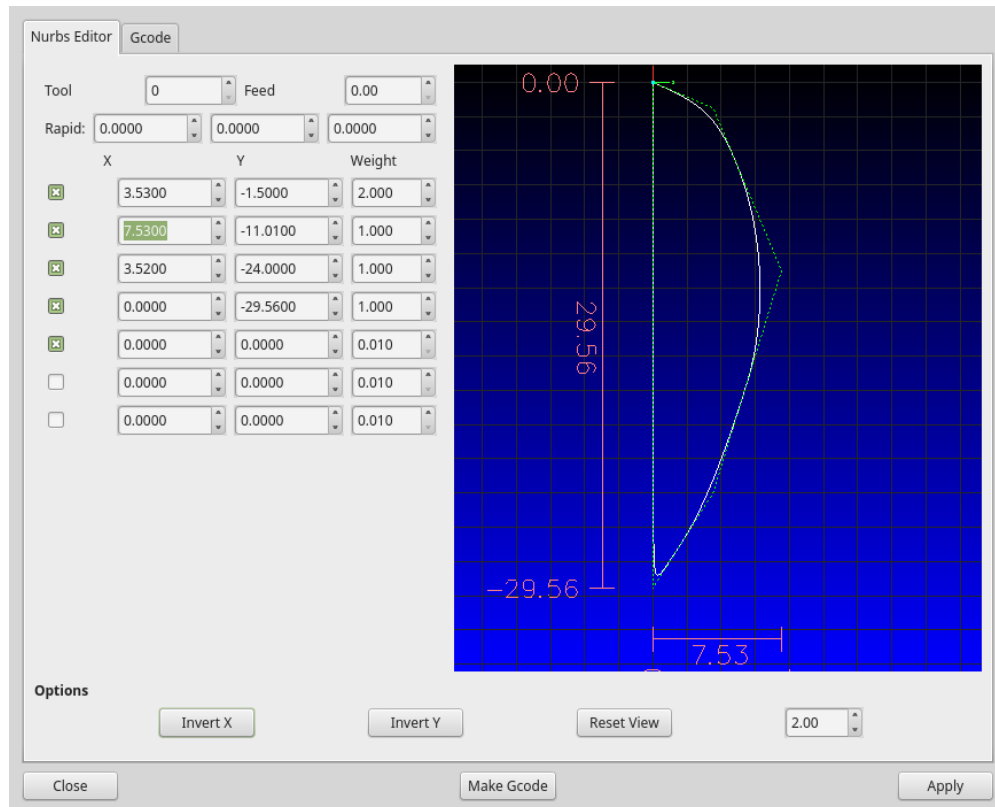 Nurbs Editor Gcode
Tool 0 Feed 0.00
Rapid: 0.0000 0.0000 0.0000
X Y Weight
3.5300 -1.5000 2.000
7.5300 -11.0100 1.000
3.5200 -24.0000 1.000
0.0000 -29.5600 1.000
0.0000 0.0000 0.010
0.0000 0.0000 0.010
0.0000 0.0000 0.010
0.00
29.56
-29.56
7.53
Options
Invert X Invert Y Reset View 2.00
Close Make Gcode Apply